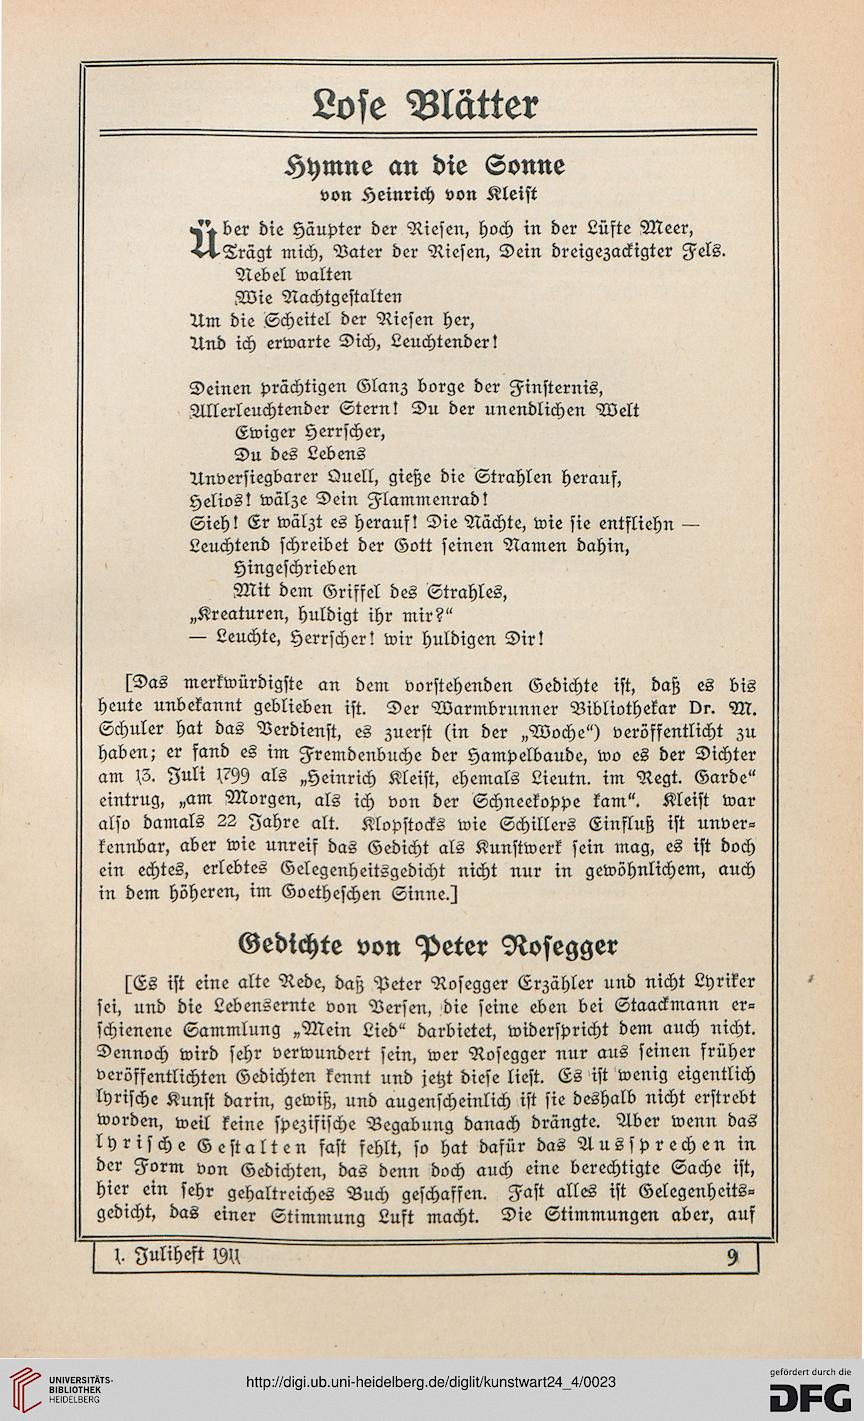 Lose Blätter
Hymne an die Sonne
von Heinrich von Kleist
Über die Häupter der Riesen, hoch in der Lüfte Meer,
Trägt mich, Vater der Riesen, Dein dreigezackigter Fels.
Nebel walten
Wie Nachtgestalten
Um die Scheitel der Riesen her,
Und ich erwarte Dich, Leuchtender!
Deinen prächtigen Glanz borge der Finsternis,
Allerleuchtender Stern! Du der unendlichen Welt
Ewiger Herrscher,
Du des Lebens
Unversiegbarer Quell, gieße die Strahlen herauf,
Helios! wälze Dein Flammenrad!
Sieh! Er wälzt es herauf! Die Nächte, wie sie entfliehn —
Leuchtend schreibet der Gott seinen Namen dahin,
Hingeschrieben
Mit dem Griffel des Strahles,
„Kreaturen, huldigt ihr mir?“
— Leuchte, Herrscher! wir huldigen Dir!
[Das merkwürdigste an dem vorstehenden Gedichte ist, daß es bis
heute unbekannt geblieben ist. Der Warmbrunner Bibliothekar Dr. M.
Schuler hat das Verdienst, es zuerst (in der „Woche“) veröffentlicht zu
haben; er fand es im Fremdenbuche der Hampelbaude, wo es der Dichter
am 13. Juli 1799 als „Heinrich Kleist, ehemals Lieutn. im Regt. Garde“
eintrug, „am Morgen, als ich von der Schneekoppe kam“. Kleist war
also damals 22 Jahre alt. Klopstocks wie Schillers Einfluß ist unver-
kennbar, aber wie unreif das Gedicht als Kunstwerk sein mag, es ist doch
ein echtes, erlebtes Gelegenheitsgedicht nicht nur in gewöhnlichem, auch
in dem höheren, im Goetheschen Sinne.]
Gedichte von Peter Rosegger
[Es ist eine alte Rede, daß Peter Rosegger Erzähler und nicht Lyriker
sei, und die Lebensernte von Versen, die seine eben bei Staackmann er-
schienene Sammlung „Mein Lied“ darbietet, widerspricht dem auch nicht.
Dennoch wird sehr verwundert sein, wer Rosegger nur aus seinen früher
veröffentlichten Gedichten kennt und jetzt diese liest. Es ist wenig eigentlich
lyrische Kunst darin, gewiß, und augenscheinlich ist sie deshalb nicht erstrebt
worden, weil keine spezifische Begabung danach drängte. Aber wenn das
lyrische Gestalten fast fehlt, so hat dafür das Aussprechen in
der Form von Gedichten, das denn doch auch eine berechtigte Sache ist,
hier ein sehr gehaltreiches Buch geschaffen. Fast alles ist Gelegenheits-
gedicht, das einer Stimmung Luft macht. Die Stimmungen aber, auf
1. Juliheft 1911 9
UNIVERSITÄTS-
BIBLIOTHEK
HEIDELBERG
http://digi.ub.uni-heidelberg.de/diglit/kunstwart24_4/0023
gefördert durch die
DFG